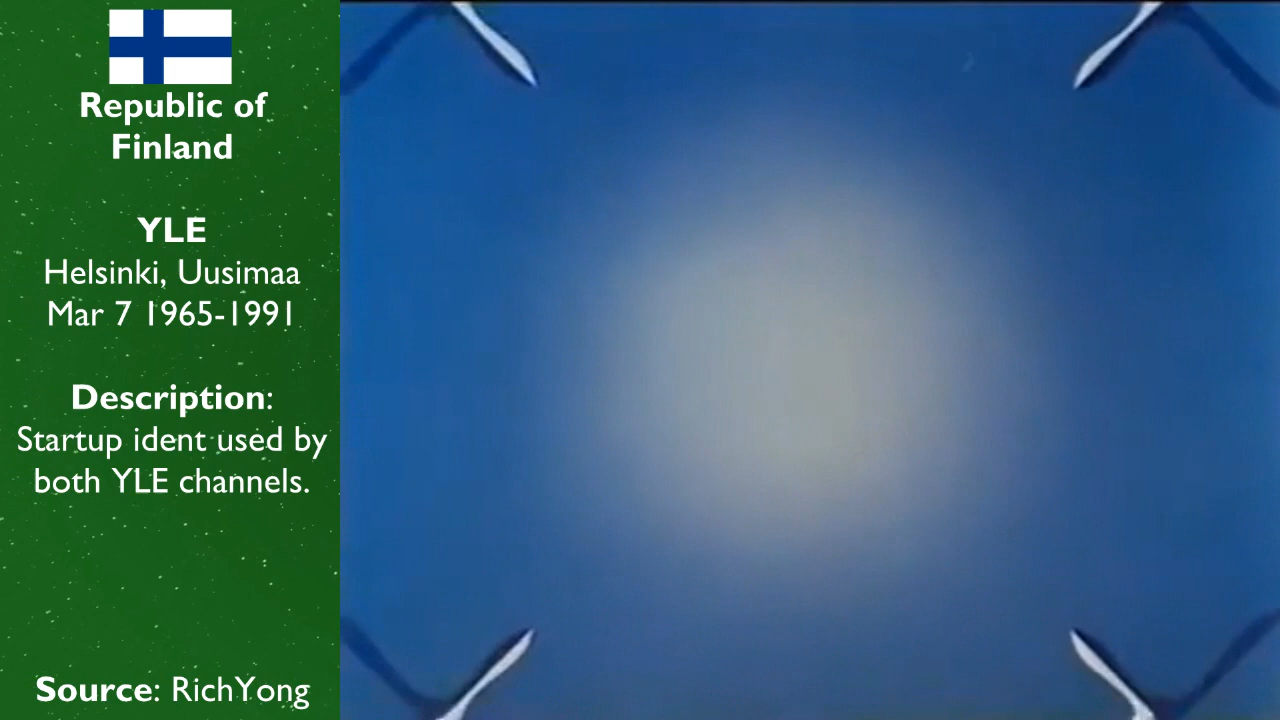 Republic of
Finland
YLE
Helsinki, Uusimaa
Mar 7 1965-1991
Description:
Startup ident used by
both YLE channels.
Source: RichYong